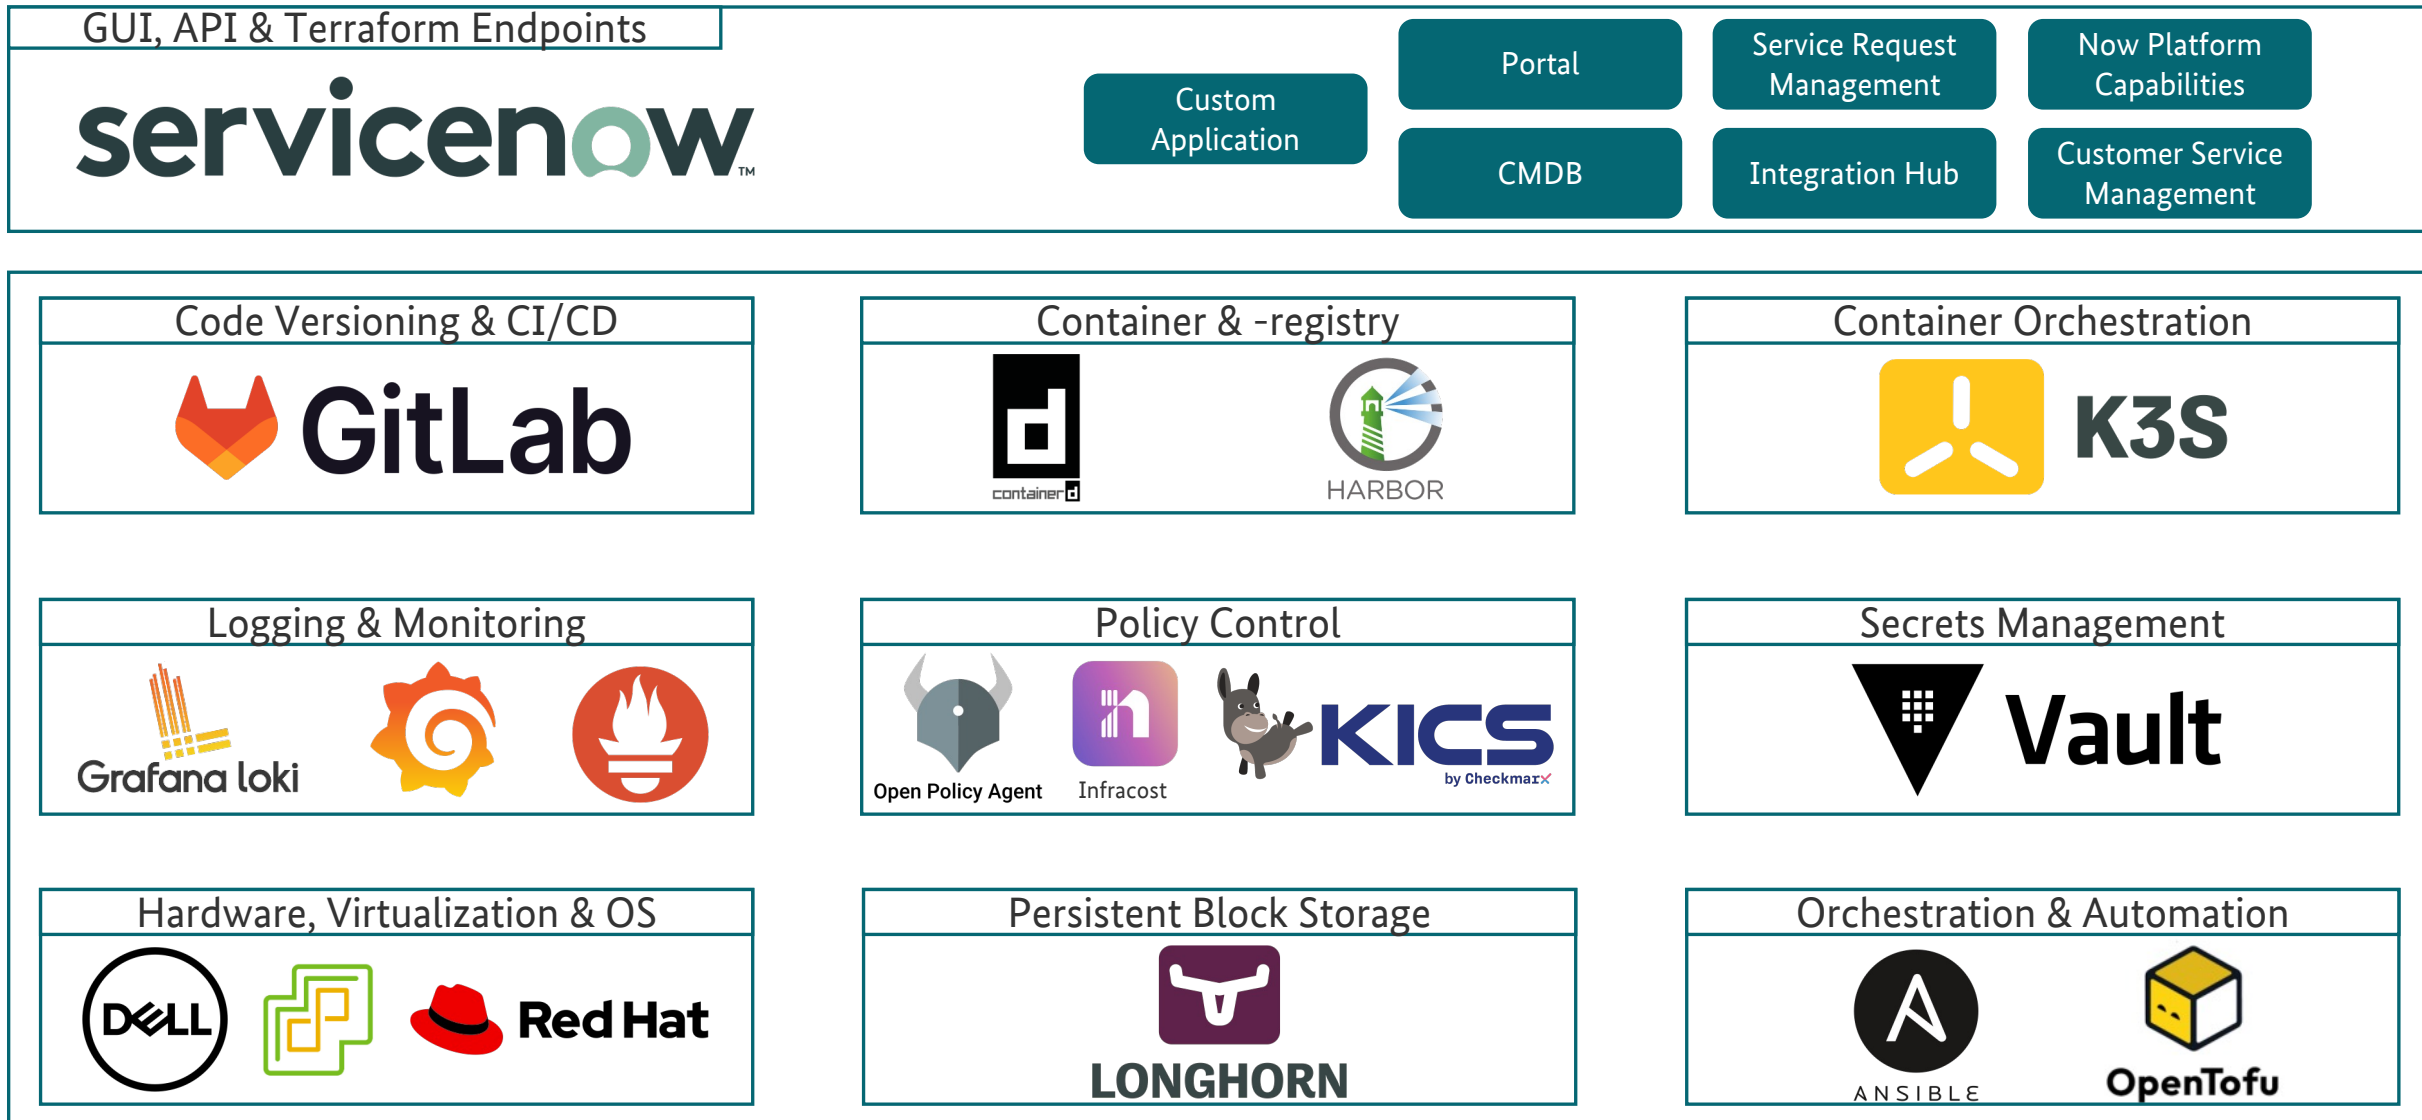 GUI, API & Terraform Endpoints
servicenow™
Custom
Application
Portal
Service Request
Management
Now Platform
Capabilities
CMDB
Integration Hub
Customer Service
Management
Code Versioning & CI/CD
GitLab
Container & -registry
d
containerd
HARBOR
Container Orchestration
K3S
Logging & Monitoring
Grafana loki
Policy Control
Open Policy Agent
Infracost
KICS
by Checkmarx
Secrets Management
Vault
Hardware, Virtualization & OS
DELL
Red Hat
Persistent Block Storage
LONGHORN
Orchestration & Automation
ANSIBLE
OpenTofu